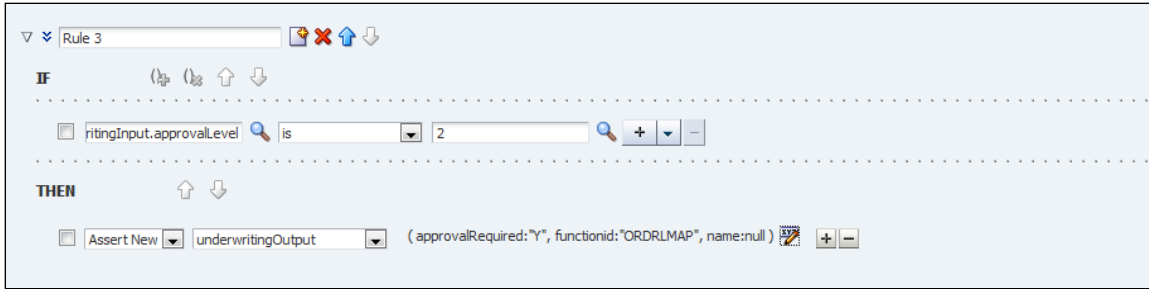 Rule 3
IF
ritingInput.approvalLevel is 2
THEN
Assert New underwritingOutput ( approvalRequired:"Y", functionid:"ORDRLMAP", name:null )